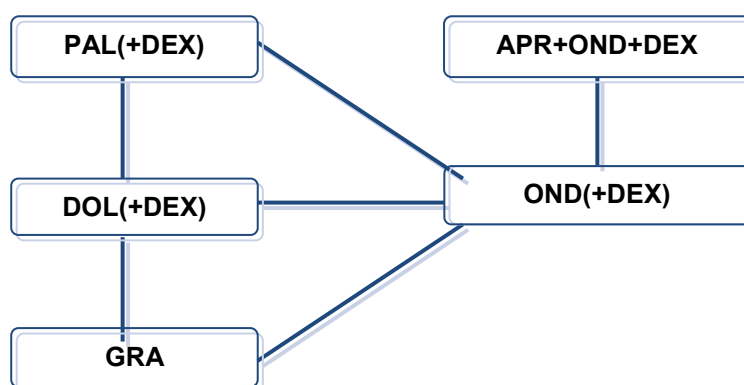 PAL(+DEX)
APR+OND+DEX
DOL(+DEX)
OND(+DEX)
GRA